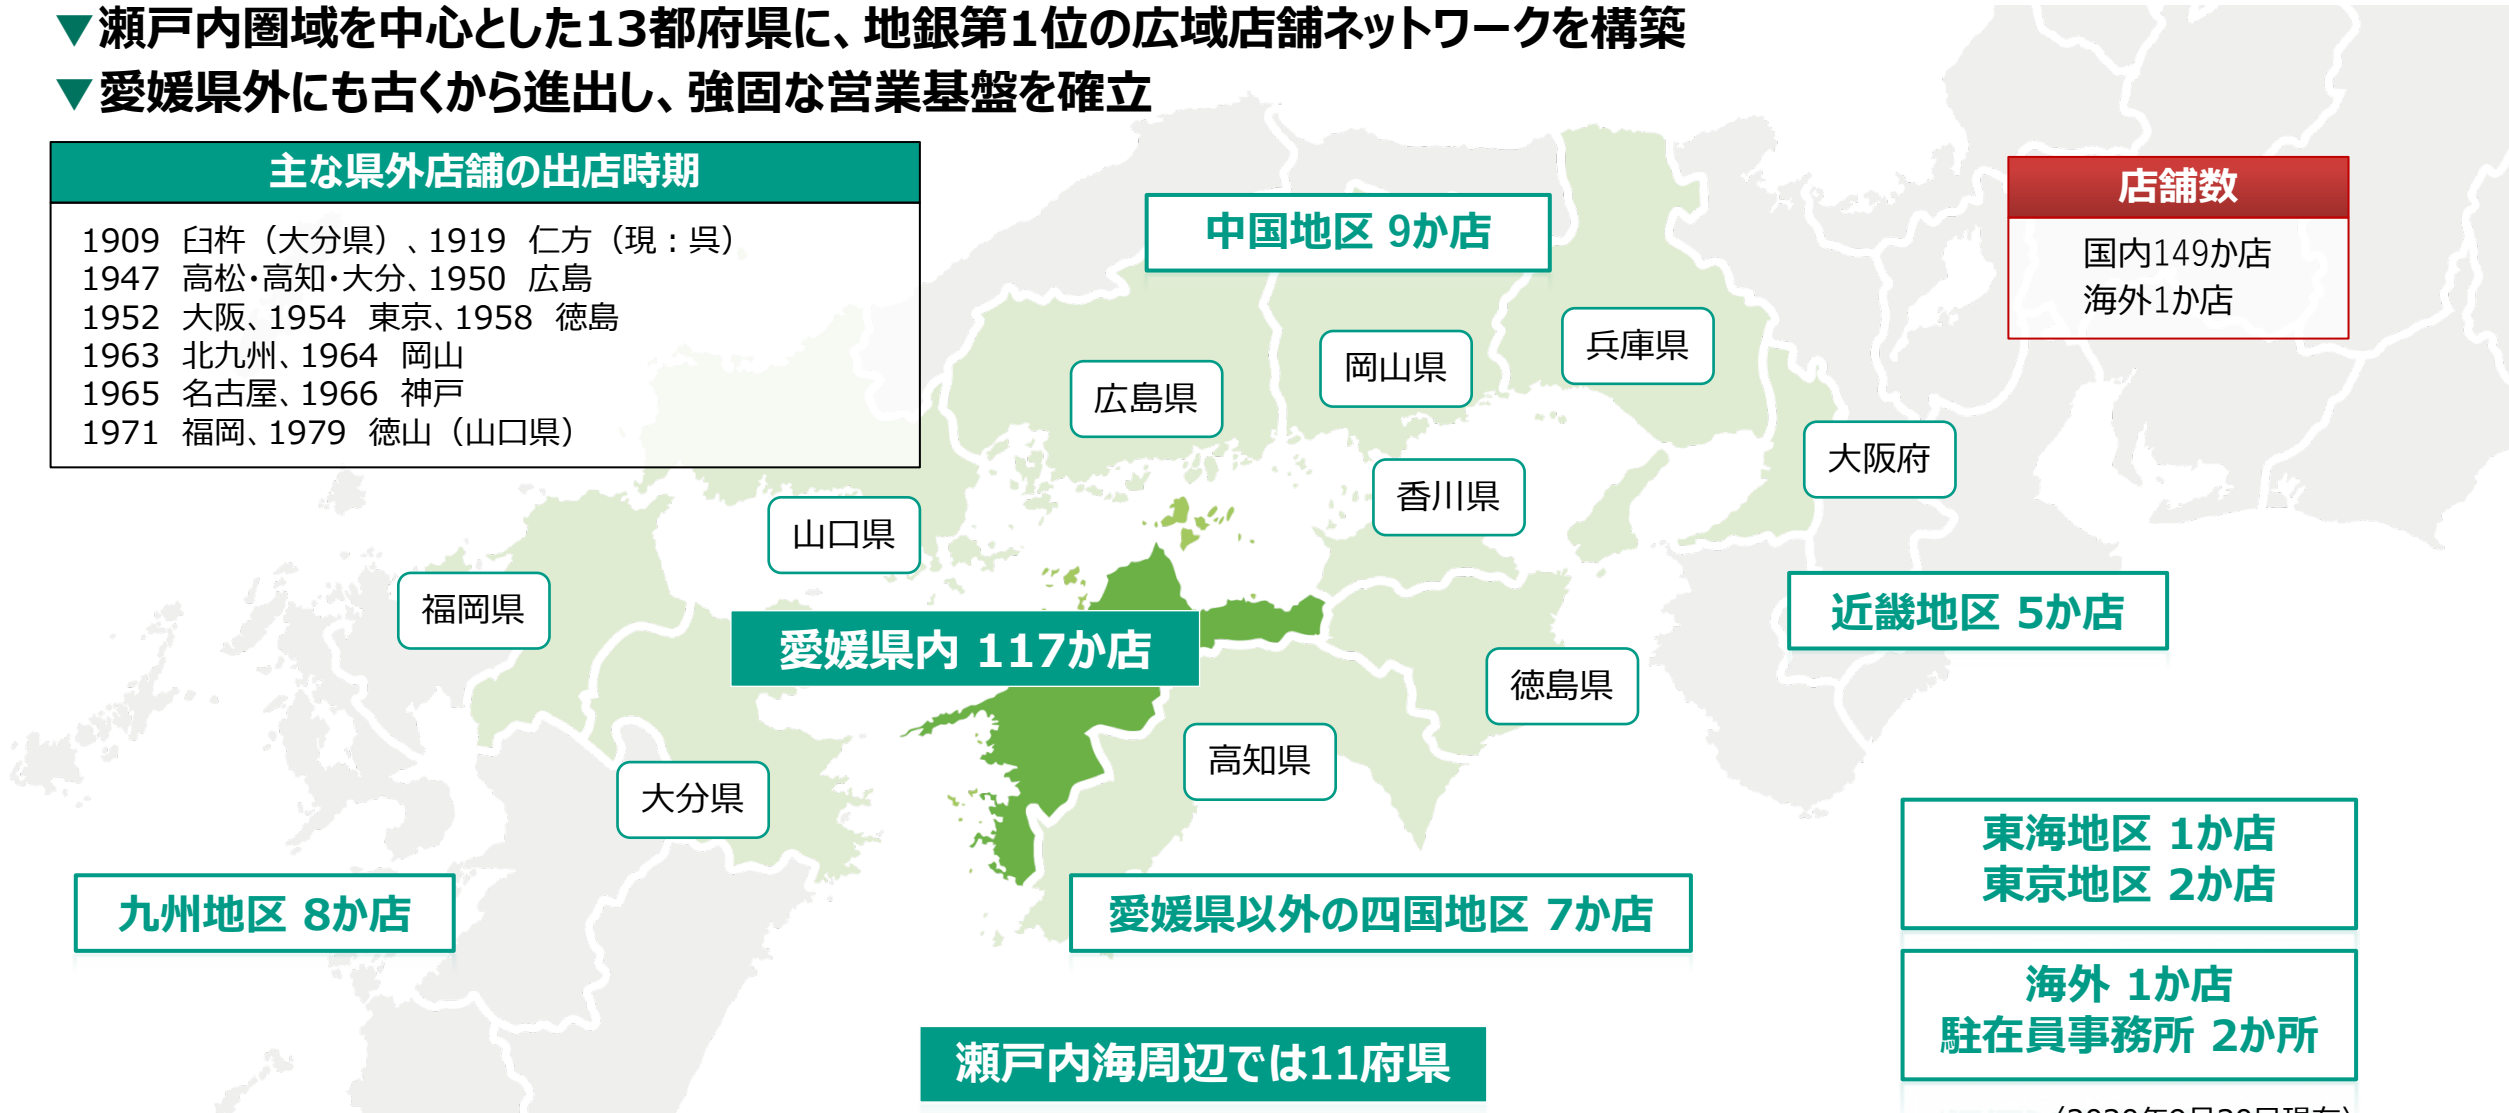 ▼瀬戸内圏域を中心とした13都府県に、地銀第1位の広域店舗ネットワークを構築
▼愛媛県外にも古くから進出し、強固な営業基盤を確立
主な県外店舗の出店時期
1909 臼杵（大分県）、1919 仁方（現：呉）
1947 高松・高知・大分、1950 広島
1952 大阪、1954 東京、1958 徳島
1963 北九州、1964 岡山
1965 名古屋、1966 神戸
1971 福岡、1979 徳山（山口県）
店舗数
国内149か店
海外1か店
中国地区 9か店
兵庫県
岡山県
広島県
大阪府
香川県
山口県
福岡県
近畿地区 5か店
愛媛県内 117か店
徳島県
高知県
大分県
東海地区 1か店
東京地区 2か店
九州地区 8か店
愛媛県以外の四国地区 7か店
海外 1か店
駐在員事務所 2か所
瀬戸内海周辺では11府県